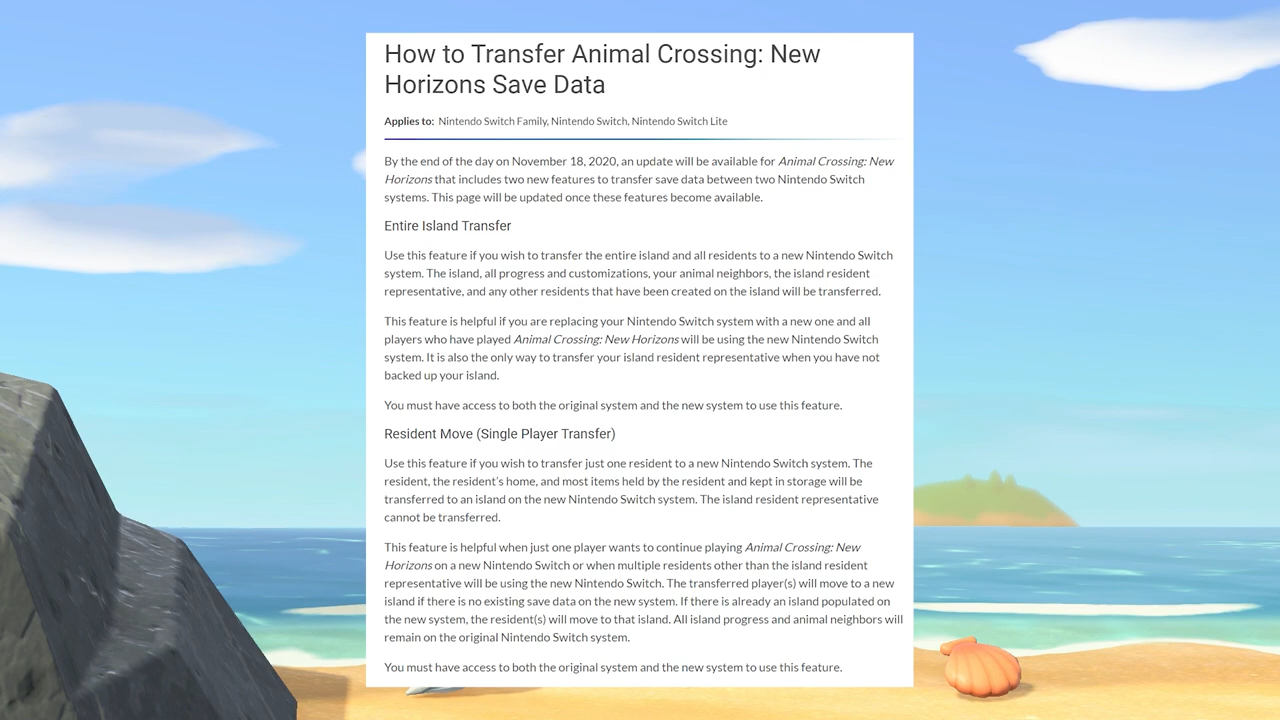 How to Transfer Animal Crossing: New
Horizons Save Data
Applies to: Nintendo Switch Family, Nintendo Switch, Nintendo Switch Lite
By the end of the day on November 18, 2020, an update will be available for Animal Crossing: New
Horizons that includes two new features to transfer save data between two Nintendo Switch
systems. This page will be updated once these features become available.
Entire Island Transfer
Use this feature if you wish to transfer the entire island and all residents to a new Nintendo Switch
system. The island, all progress and customizations, your animal neighbors, the island resident
representative, and any other residents that have been created on the island will be transferred.
This feature is helpful if you are replacing your Nintendo Switch system with a new one and all
players who have played Animal Crossing: New Horizons will be using the new Nintendo Switch
system. It is also the only way to transfer your island resident representative when you have not
backed up your island.
You must have access to both the original system and the new system to use this feature.
Resident Move (Single Player Transfer)
Use this feature if you wish to transfer just one resident to a new Nintendo Switch system. The
resident, the resident's home, and most items held by the resident and kept in storage will be
transferred to an island on the new Nintendo Switch system. The island resident representative
cannot be transferred.
This feature is helpful when just one player wants to continue playing Animal Crossing: New
Horizons on a new Nintendo Switch or when multiple residents other than the island resident
representative will be using the new Nintendo Switch. The transferred player(s) will move to a new
island if there is no existing save data on the new system. If there is already an island populated on
the new system, the resident(s) will move to that island. All island progress and animal neighbors will
remain on the original Nintendo Switch system.
You must have access to both the original system and the new system to use this feature.